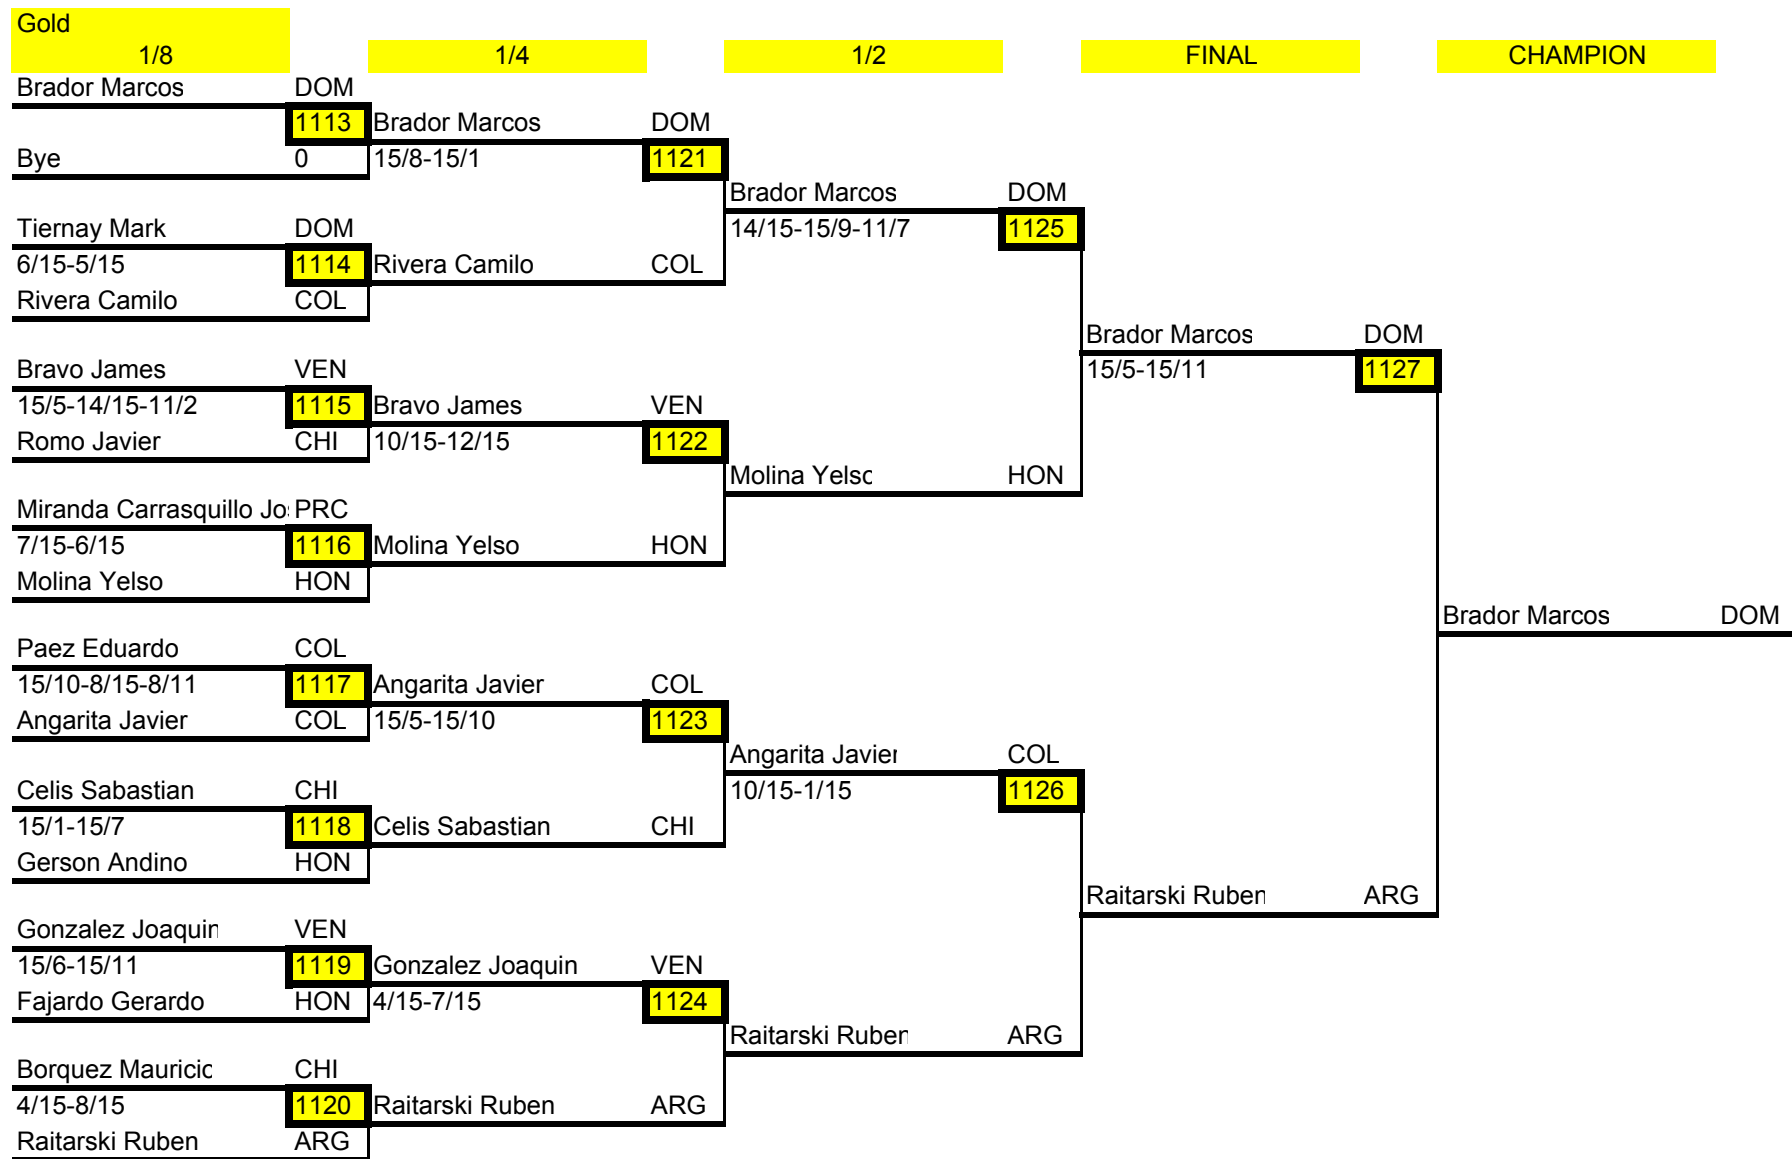 Gold
1/8 1/4 1/2 FINAL CHAMPION
Brador Marcos DOM
1113 Brador Marcos DOM
Bye 0 15/8-15/1 1121
Brador Marcos DOM
Tiernay Mark DOM 14/15-15/9-11/7 1125
6/15-5/15 1114 Rivera Camilo COL
Rivera Camilo COL
Brador Marcos DOM
Bravo James VEN 15/5-15/11 1127
15/5-14/15-11/2 1115 Bravo James VEN
Romo Javier CHI 10/15-12/15 1122
Molina Yelso HON
Miranda Carrasquillo Jo PRC
7/15-6/15 1116 Molina Yelso HON
Molina Yelso HON
Brador Marcos DOM
Paez Eduardo COL
15/10-8/15-8/11 1117 Angarita Javier COL
Angarita Javier COL 15/5-15/10 1123
Angarita Javier COL
Celis Sabastian CHI 10/15-1/15 1126
15/1-15/7 1118 Celis Sabastian CHI
Gerson Andino HON
Raitarski Ruben ARG
Gonzalez Joaquin VEN
15/6-15/11 1119 Gonzalez Joaquin VEN
Fajardo Gerardo HON 4/15-7/15 1124
Raitarski Ruben ARG
Borquez Mauricio CHI
4/15-8/15 1120 Raitarski Ruben ARG
Raitarski Ruben ARG